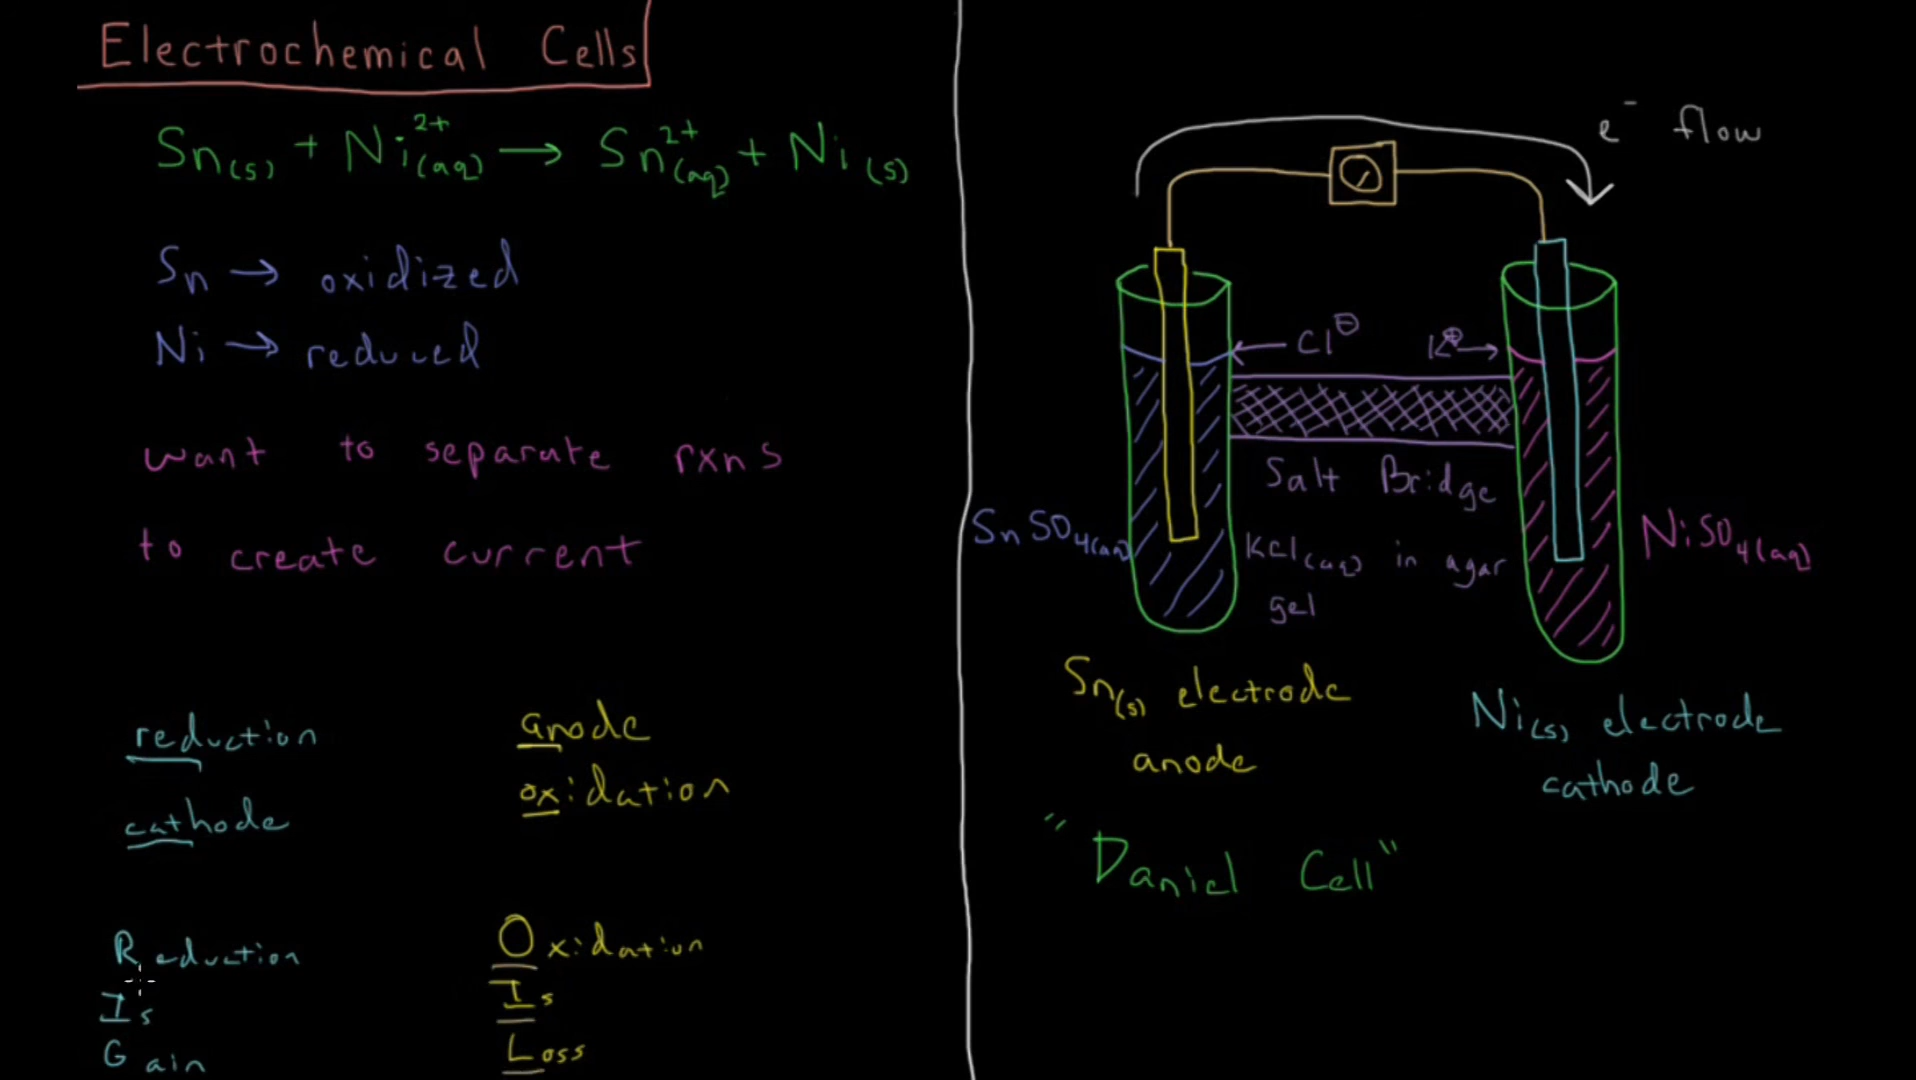 Electrochemical Cells
Sn(s) + Ni2+(aq) → Sn2+(aq) + Ni(s)
Sn → oxidized
Ni → reduced
want to separate rxns
to create current
reduction
cathode
anode
oxidation
Reduction
Is
Gain
Oxidation
Is
Loss
e- flow
Cl⊖
K⊕
Salt Bridge
SnSO4(aq)
KCl(aq) in agar
gel
NiSO4(aq)
Sn(s) electrode
anode
Ni(s) electrode
cathode
"Daniel Cell"